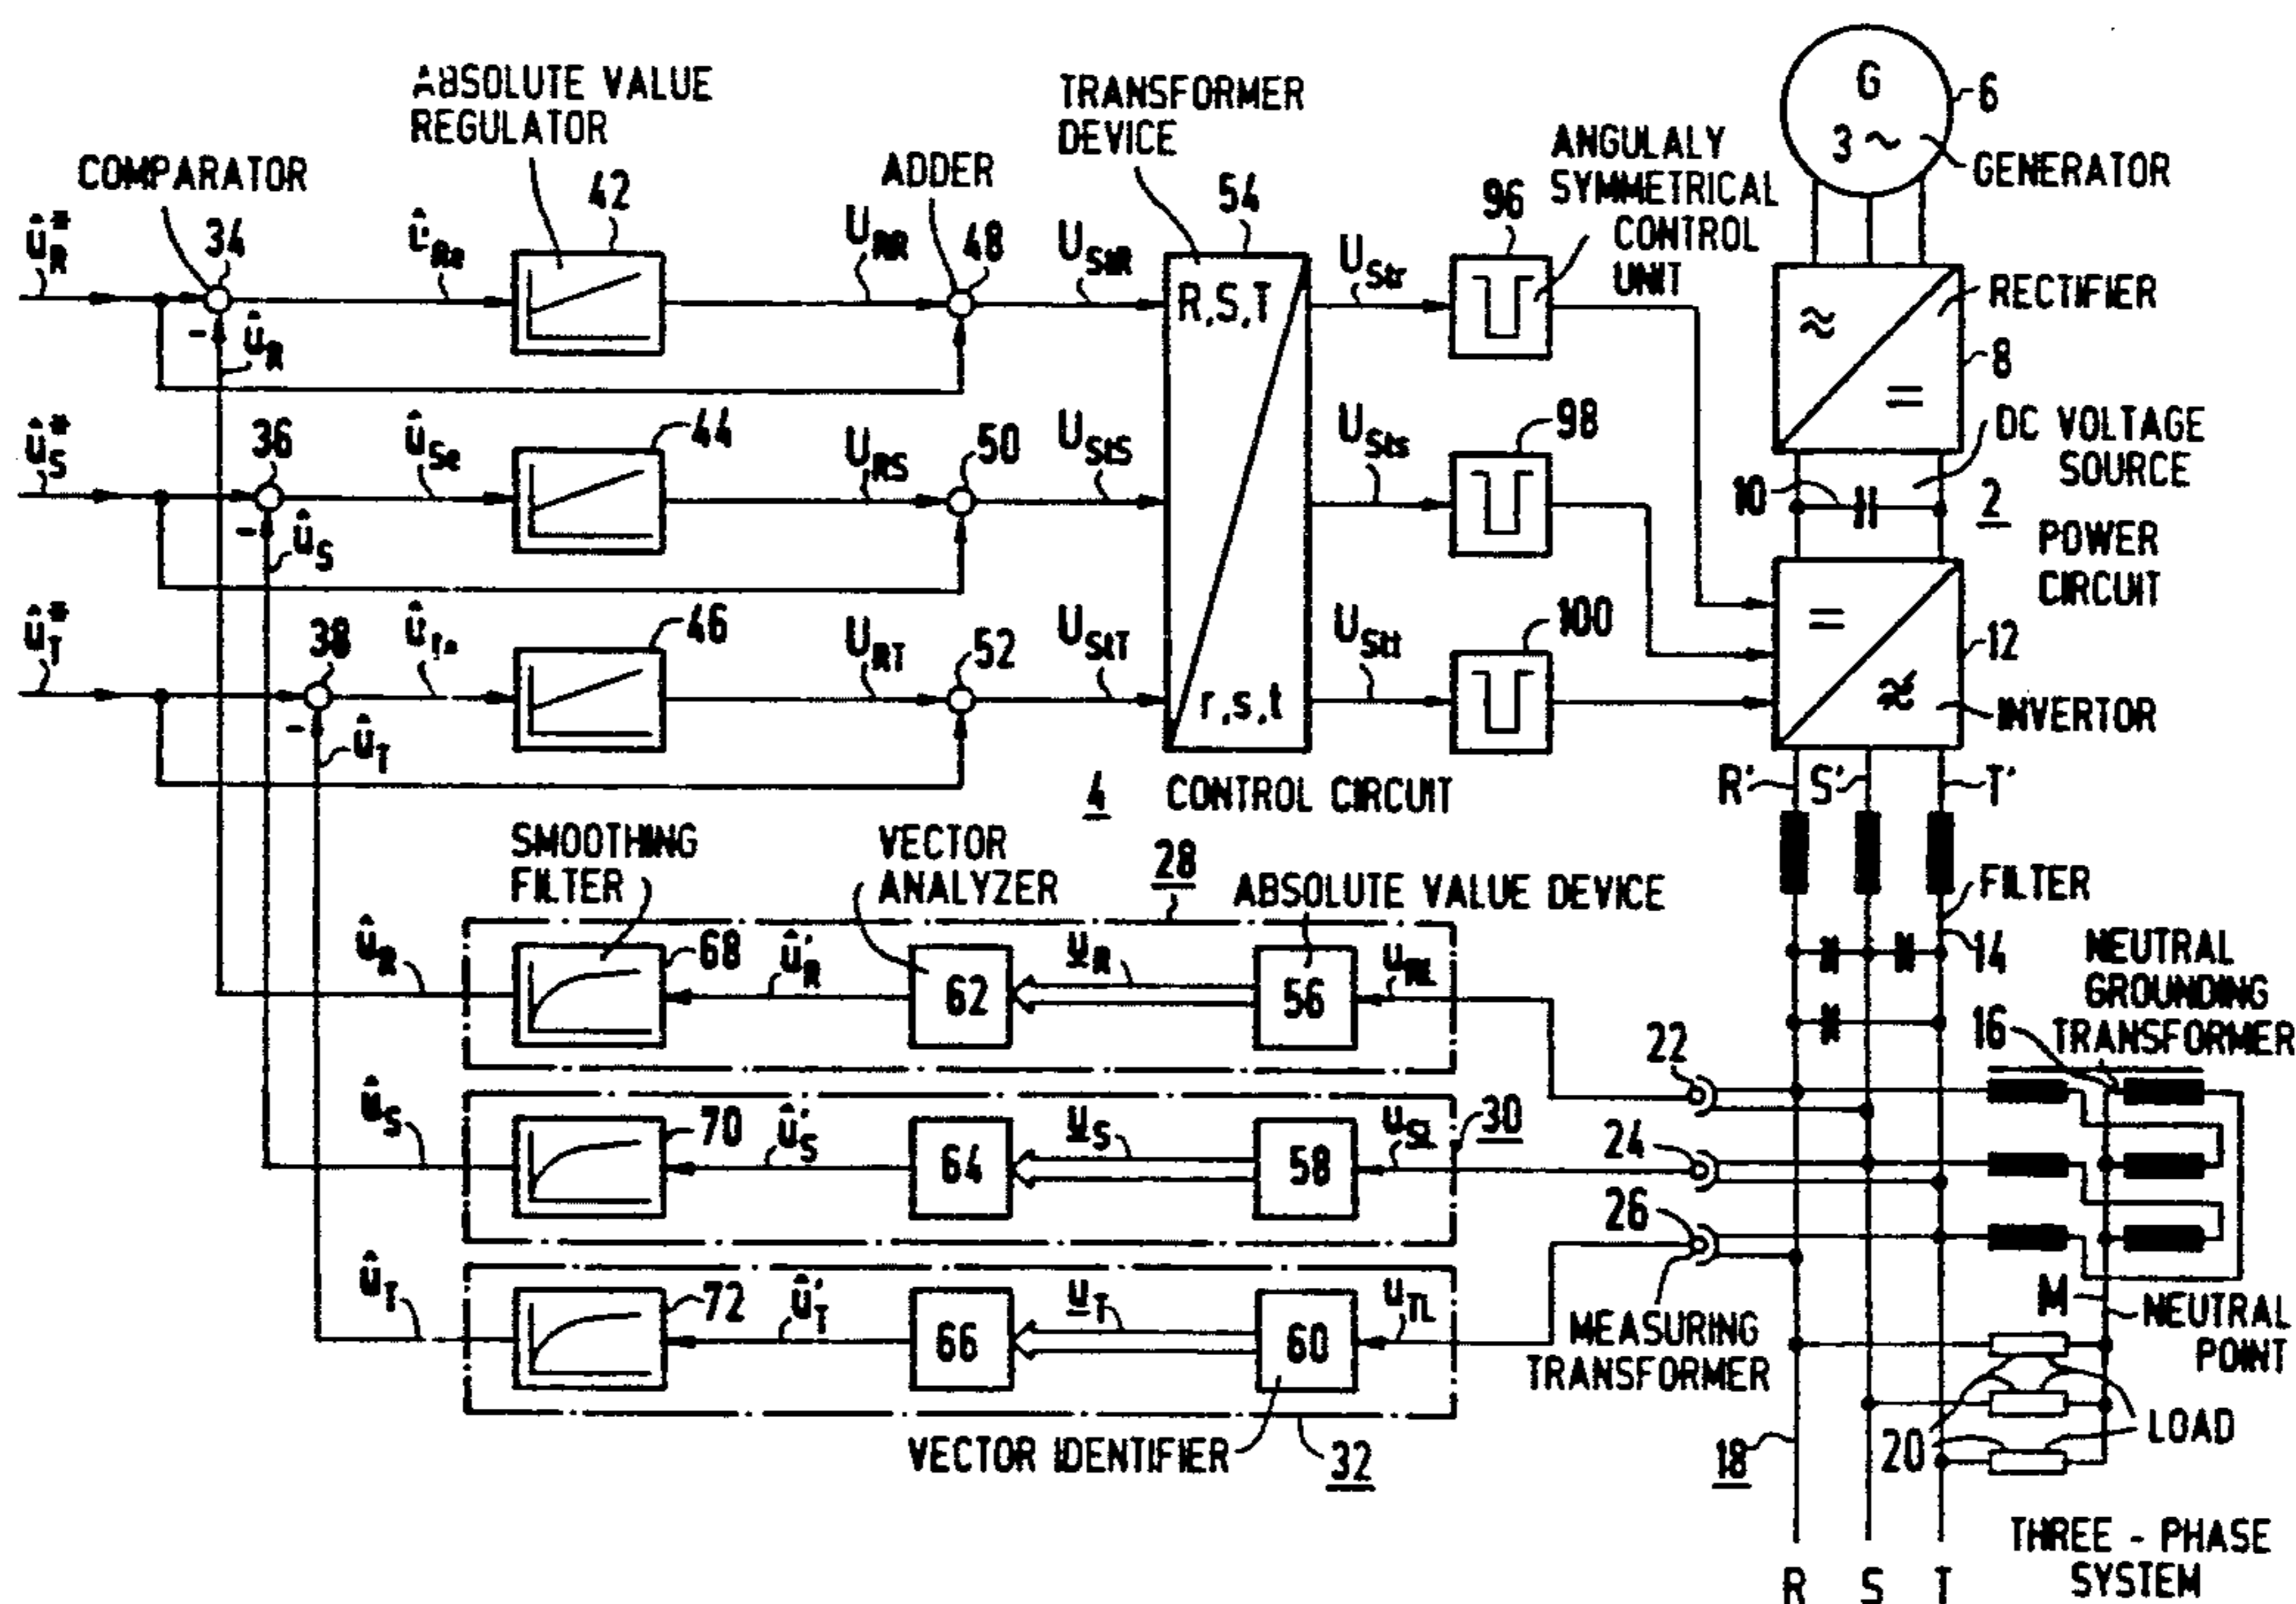 ABSOLUTE VALUE
REGULATOR
TRANSFORMER
DEVICE
G
3 ~
6
GENERATOR
COMPARATOR
ADDER
ANGULALY
SYMMETRICAL
CONTROL
UNIT
û*R
34
ûRe
42
URR
48
UStR
54
UStr
96
RECTIFIER
8
R,S,T
- ûR
DC VOLTAGE
SOURCE
û*S
36
ûSe
44
URS
50
UStS
USts
98
10
2
- ûS
POWER
CIRCUIT
û*T
38
46
URT
52
UStT
UStt
100
12
r,s,t
INVERTOR
- ûT
4 CONTROL CIRCUIT
R' S' T'
SMOOTHING
FILTER
VECTOR
ANALYZER
28
ABSOLUTE VALUE DEVICE
FILTER
14
ûR
68
û'R
62
uR
56
uRL
NEUTRAL
GROUNDING
TRANSFORMER
16
22
ûS
70
û'S
64
uS
58
uSL
30
24
26
ûT
72
û'T
66
uT
60
uTL
MEASURING
TRANSFORMER
M
NEUTRAL
POINT
VECTOR IDENTIFIER
32
18
20
LOAD
THREE - PHASE
SYSTEM
R S T